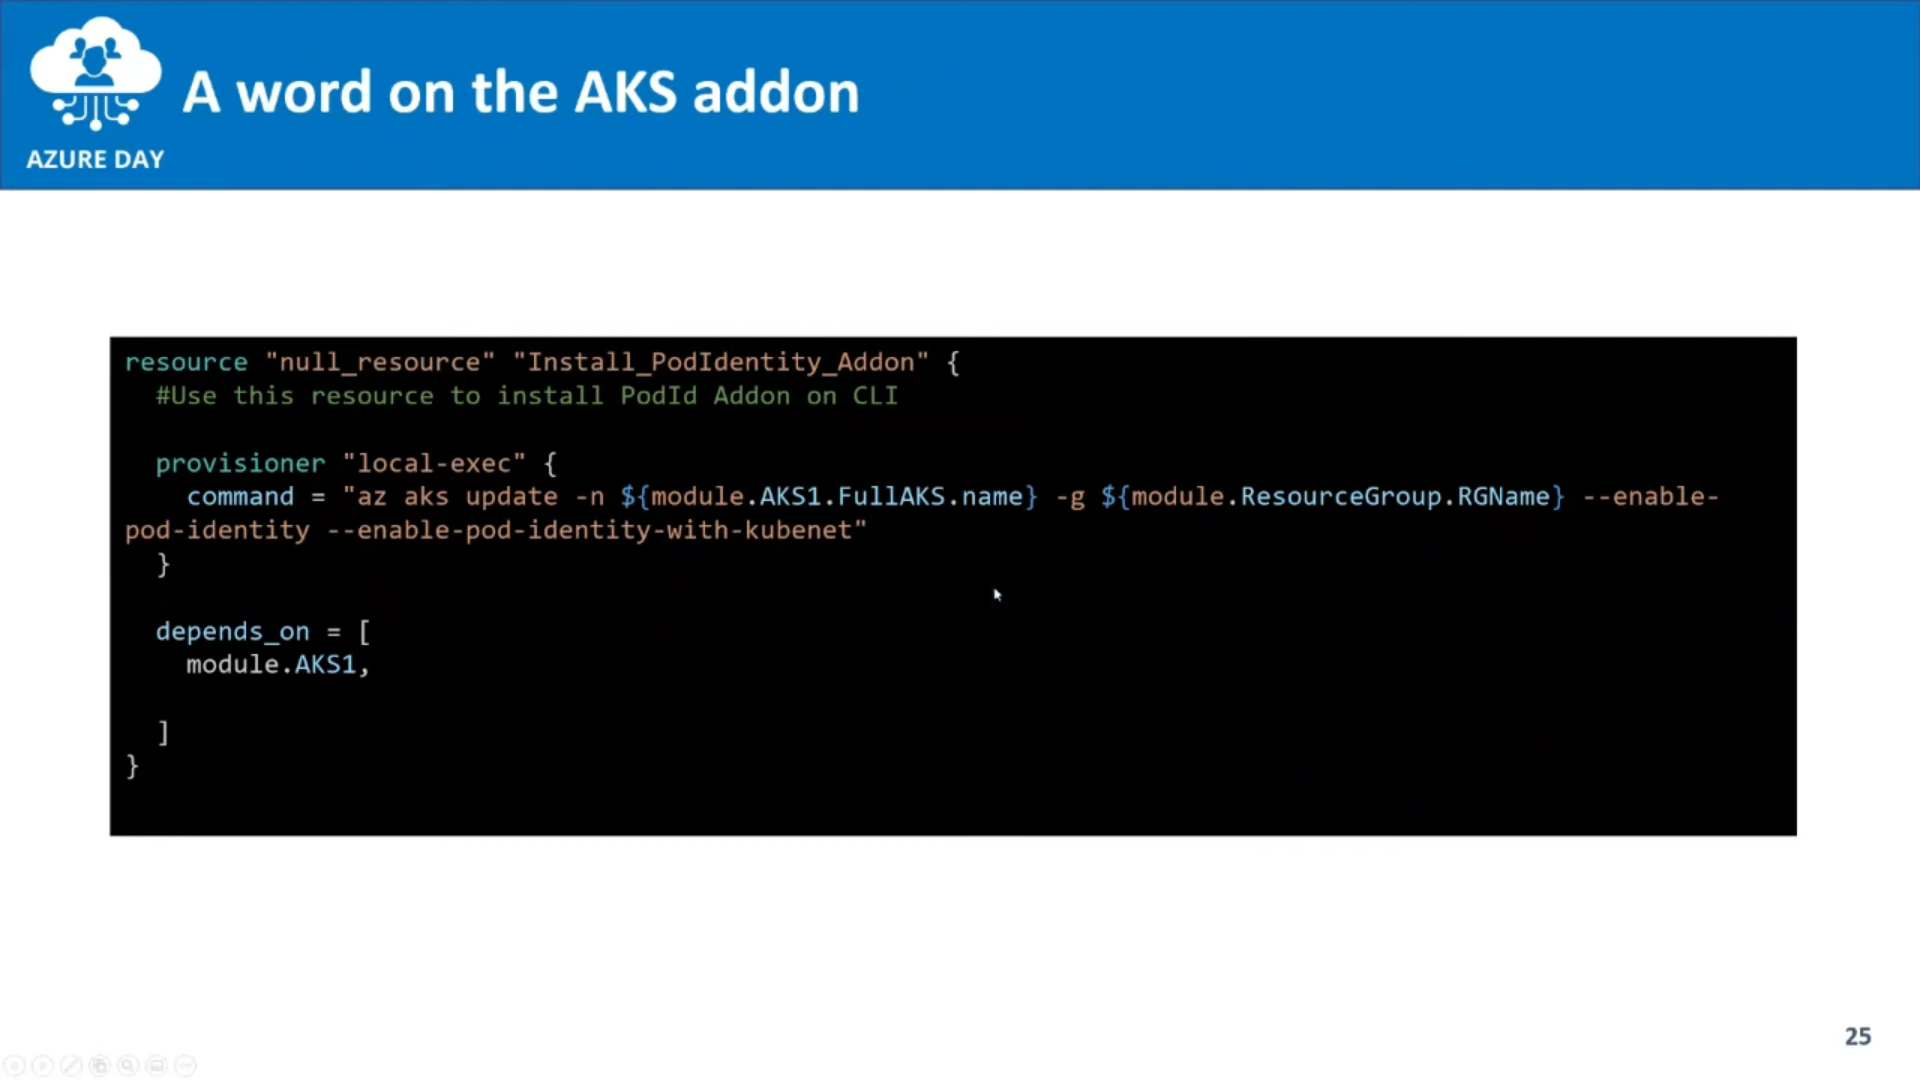 A word on the AKS addon
AZURE DAY
resource "null_resource" "Install_PodIdentity_Addon" {
  #Use this resource to install PodId Addon on CLI
  provisioner "local-exec" {
    command = "az aks update -n ${module.AKS1.FullAKS.name} -g ${module.ResourceGroup.RGName} --enable-
pod-identity --enable-pod-identity-with-kubenet"
  }
  depends_on = [
    module.AKS1,
  ]
}
25